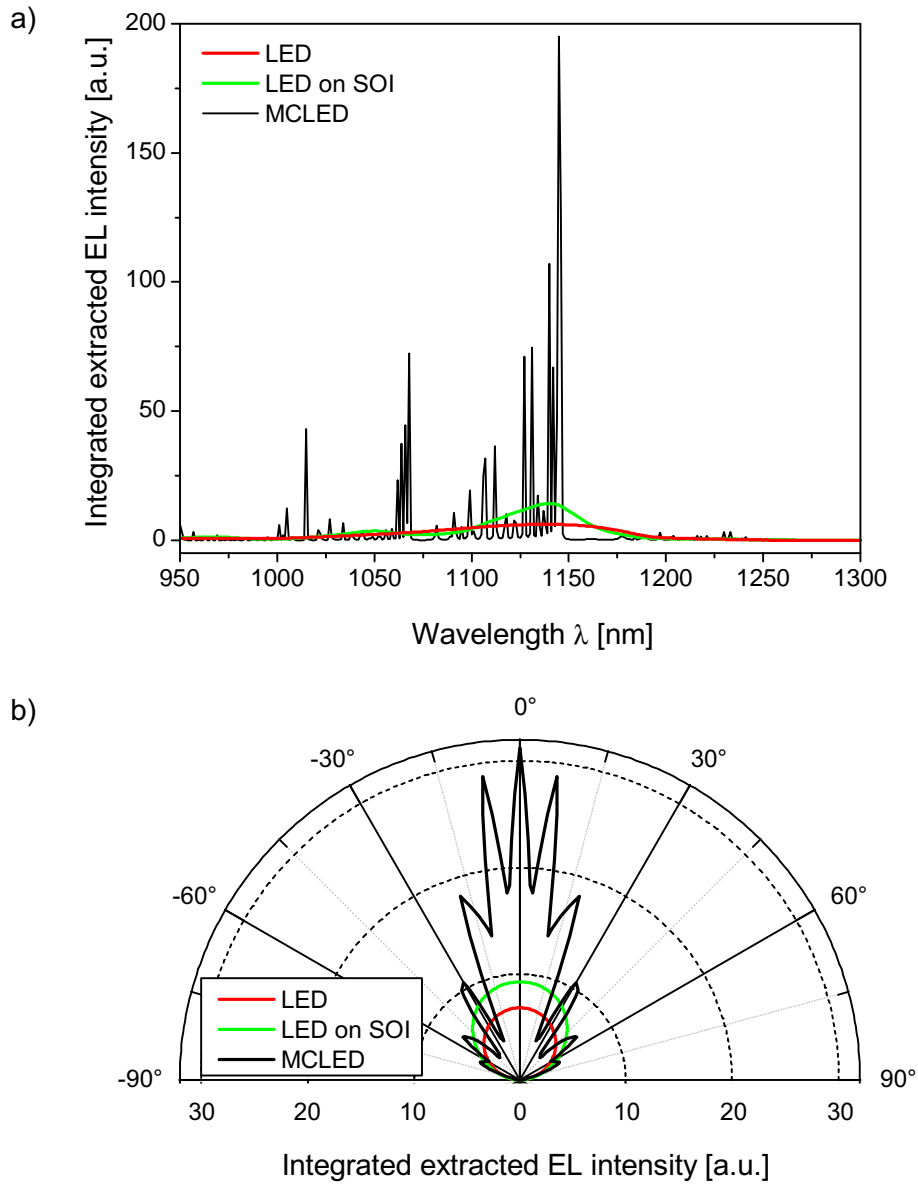 a)
Integrated extracted EL intensity [a.u.]
200
150
100
50
0
LED
LED on SOI
MCLED
950
1000
1050
1100
1150
1200
1250
1300
Wavelength λ [nm]
b)
0°
-30°
30°
-60°
60°
-90°
90°
LED
LED on SOI
MCLED
30
20
10
0
10
20
30
Integrated extracted EL intensity [a.u.]